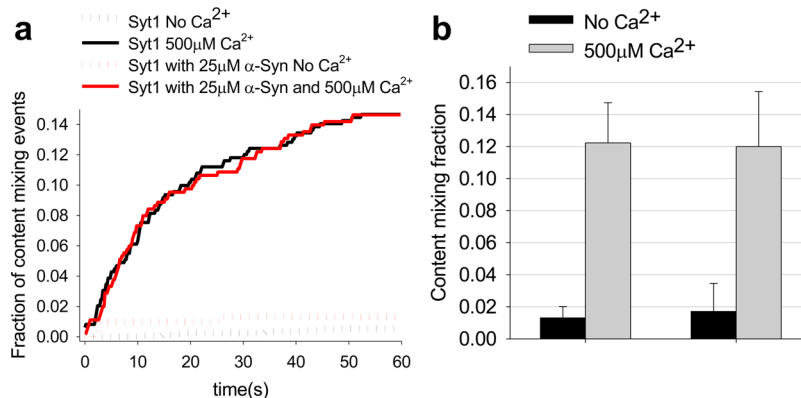 a
Syt1 No Ca2+
Syt1 500μM Ca2+
Syt1 with 25μM α-Syn No Ca2+
Syt1 with 25μM α-Syn and 500μM Ca2+
Fraction of content mixing events
0.14
0.12
0.10
0.08
0.06
0.04
0.02
0.00
0 10 20 30 40 50 60
time(s)
b
No Ca2+
500μM Ca2+
Content mixing fraction
0.16
0.14
0.12
0.10
0.08
0.06
0.04
0.02
0.00